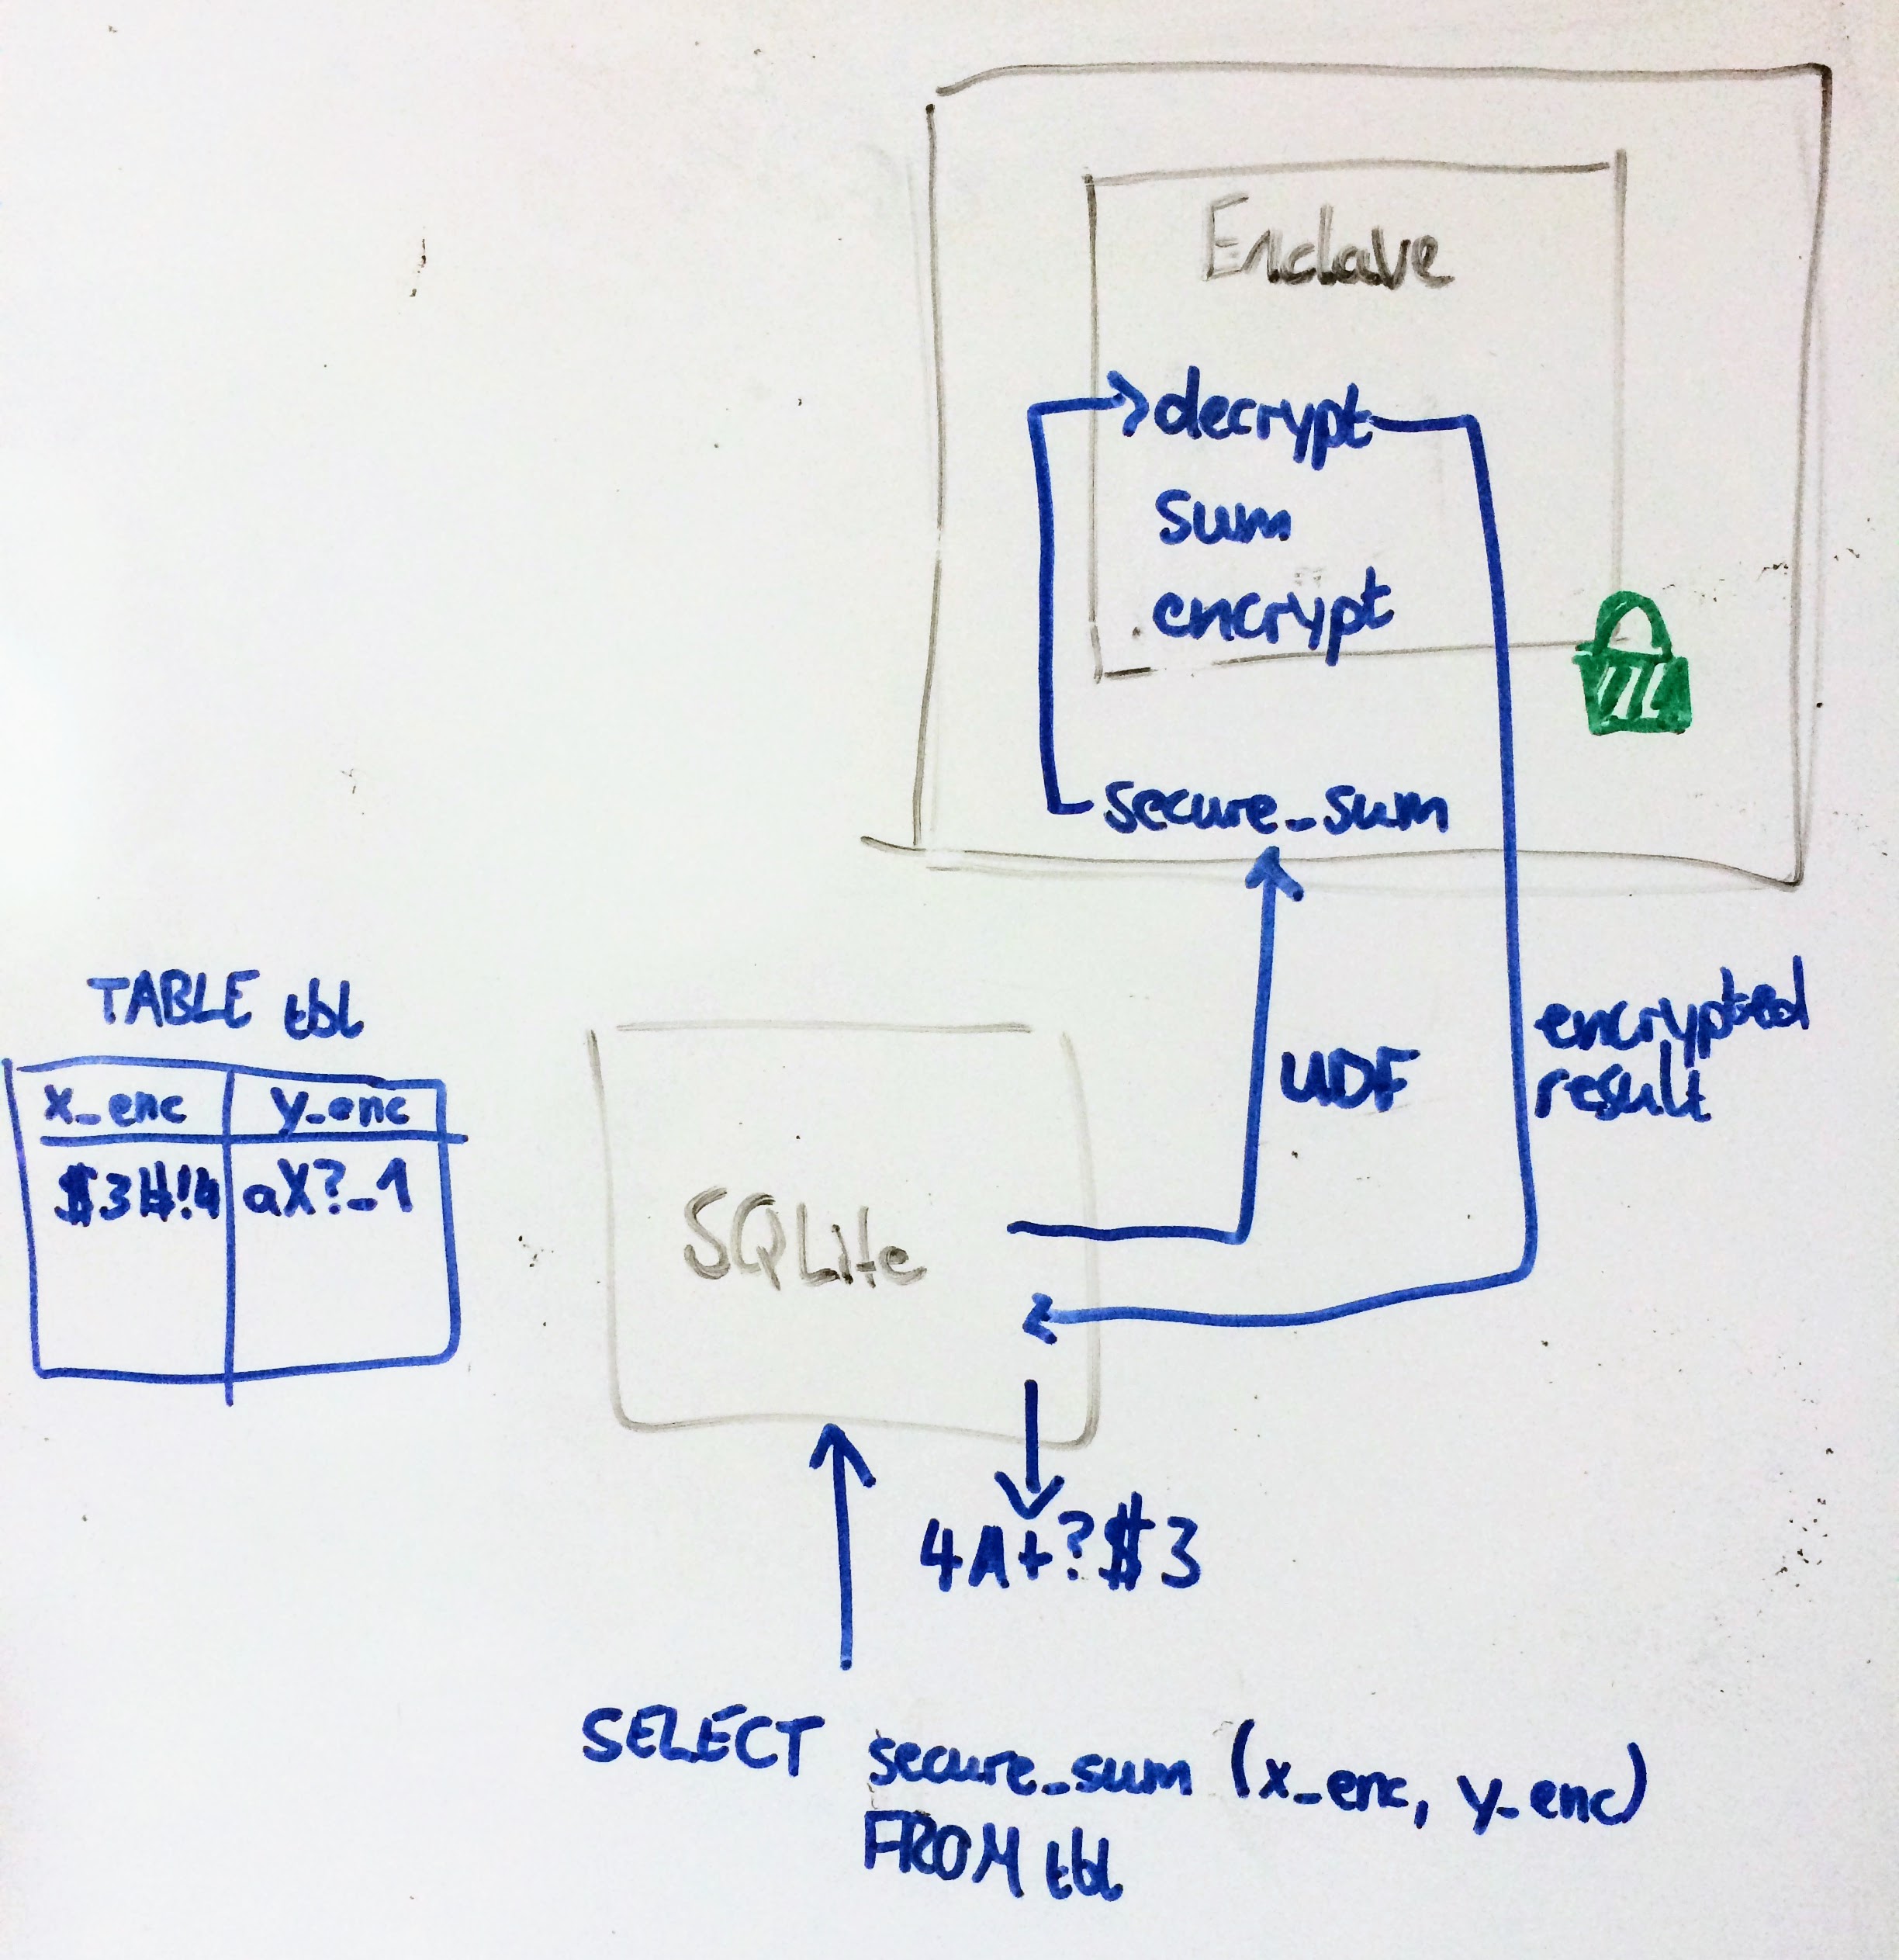 Enclave
decrypt
sum
encrypt
secure_sum
TABLE tbl
x_enc y_enc
$3#!4 aX?_1
UDF
encrypted
result
SQLite
4A+?$3
SELECT secure_sum (x_enc, y_enc)
FROM tbl